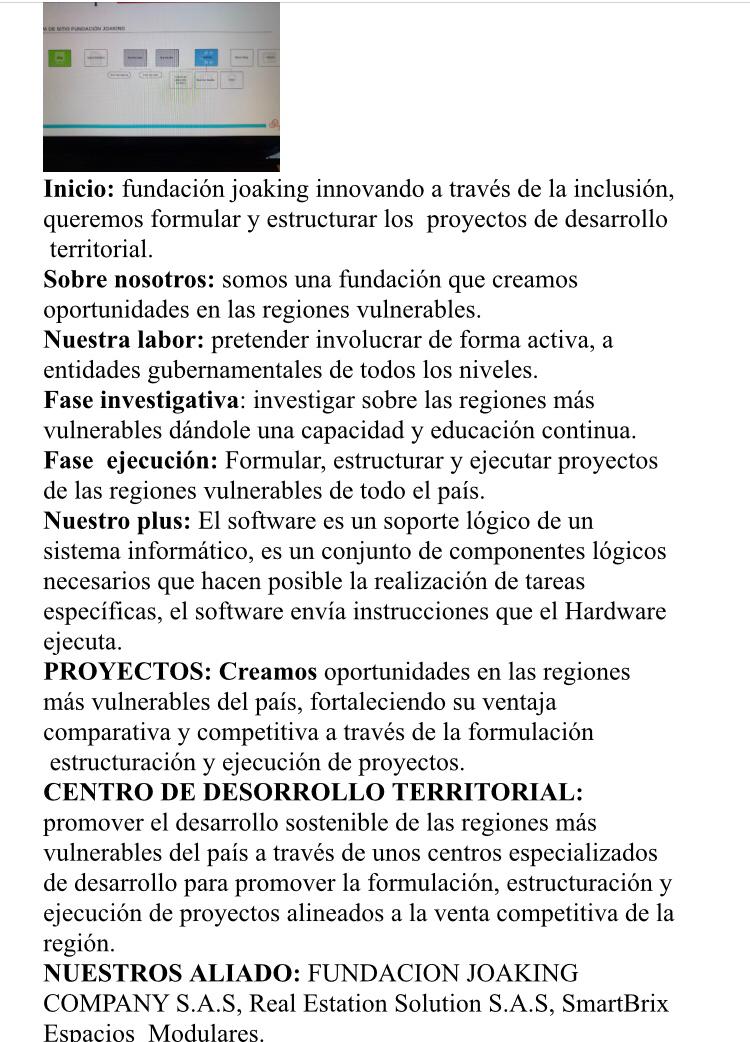 DE SITIO FUNDACIÓN JOAKING
Inicio: fundación joaking innovando a través de la inclusión,
queremos formular y estructurar los  proyectos de desarrollo
territorial.
Sobre nosotros: somos una fundación que creamos
oportunidades en las regiones vulnerables.
Nuestra labor: pretender involucrar de forma activa, a
entidades gubernamentales de todos los niveles.
Fase investigativa: investigar sobre las regiones más
vulnerables dándole una capacidad y educación continua.
Fase  ejecución: Formular, estructurar y ejecutar proyectos
de las regiones vulnerables de todo el país.
Nuestro plus: El software es un soporte lógico de un
sistema informático, es un conjunto de componentes lógicos
necesarios que hacen posible la realización de tareas
específicas, el software envía instrucciones que el Hardware
ejecuta.
PROYECTOS: Creamos oportunidades en las regiones
más vulnerables del país, fortaleciendo su ventaja
comparativa y competitiva a través de la formulación
estructuración y ejecución de proyectos.
CENTRO DE DESORROLLO TERRITORIAL:
promover el desarrollo sostenible de las regiones más
vulnerables del país a través de unos centros especializados
de desarrollo para promover la formulación, estructuración y
ejecución de proyectos alineados a la venta competitiva de la
región.
NUESTROS ALIADO: FUNDACION JOAKING
COMPANY S.A.S, Real Estation Solution S.A.S, SmartBrix
Espacios  Modulares.